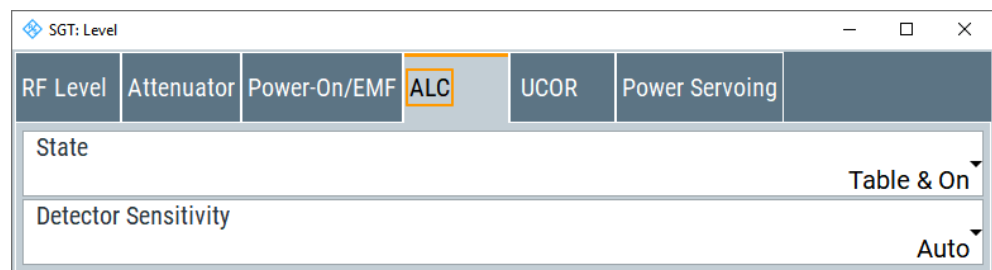 SGT: Level
RF Level Attenuator Power-On/EMF ALC UCOR Power Servoing
State
Table & On
Detector Sensitivity
Auto